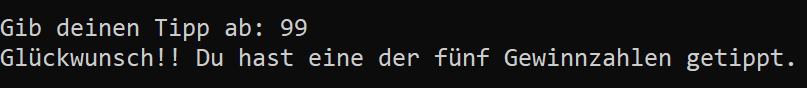 Gib deinen Tipp ab: 99
Glückwunsch!! Du hast eine der fünf Gewinnzahlen getippt.